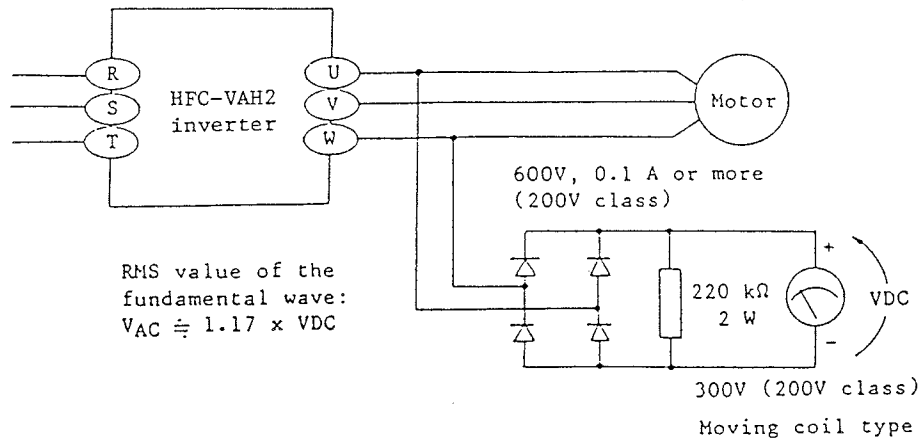 R
S
T
HFC-VAH2
inverter
U
V
W
Motor
600V, 0.1 A or more
(200V class)
RMS value of the
fundamental wave:
VAC ≒ 1.17 x VDC
220 kΩ
2 W
+
VDC
-
300V (200V class)
Moving coil type